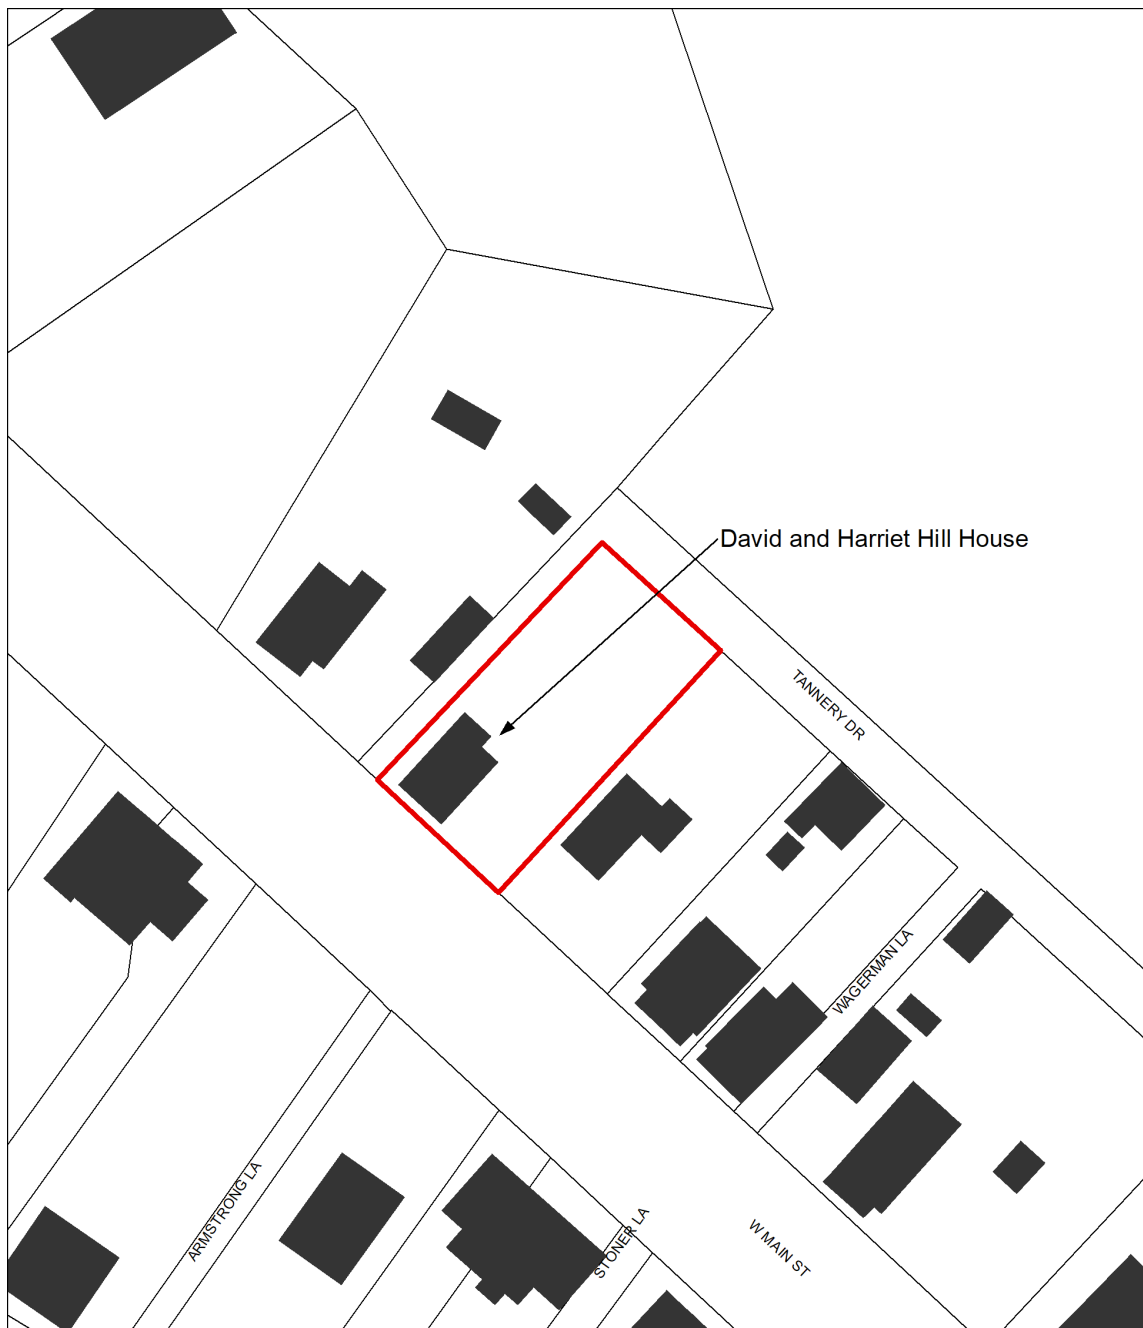 David and Harriet Hill House
TANNERY DR
WAGERMAN LA
ARMSTRONG LA
STONER LA
W MAIN ST